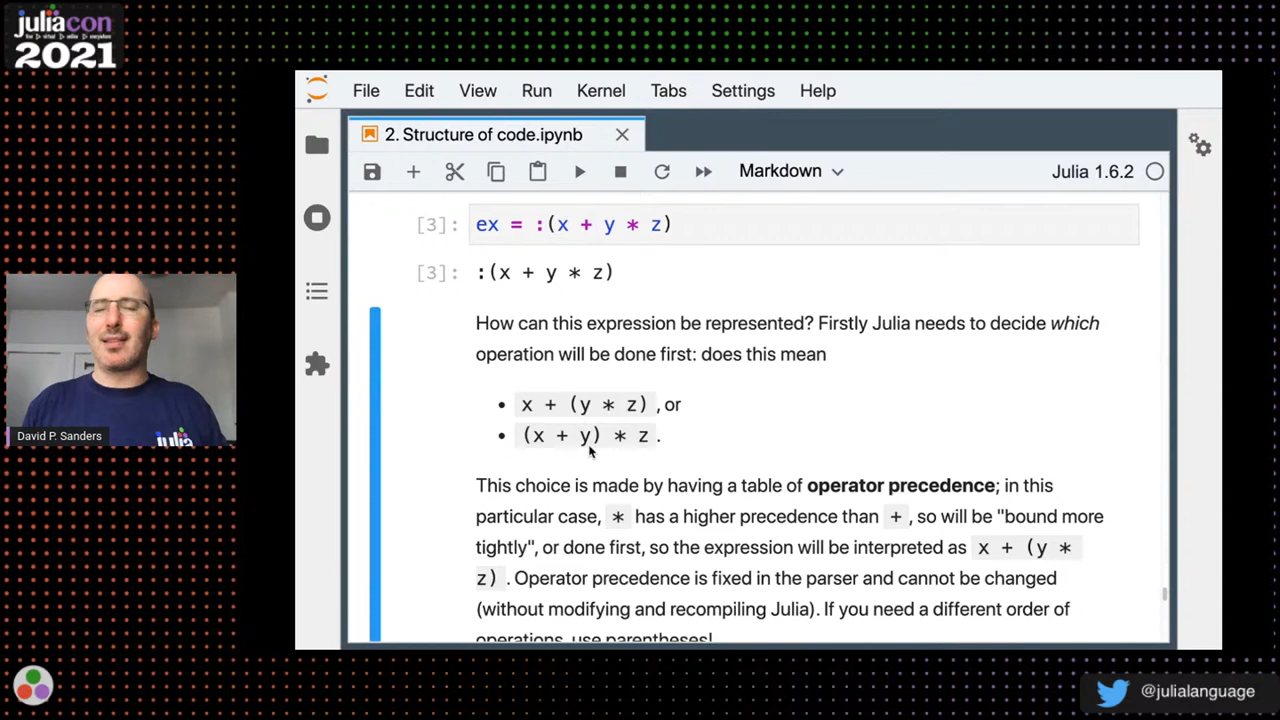 juliacon
2021
File Edit View Run Kernel Tabs Settings Help
2. Structure of code.ipynb
Markdown
Julia 1.6.2
[3]: ex = :(x + y * z)
[3]: :(x + y * z)
How can this expression be represented? Firstly Julia needs to decide which
operation will be done first: does this mean
• x + (y * z) , or
• (x + y) * z .
This choice is made by having a table of operator precedence; in this
particular case, * has a higher precedence than + , so will be "bound more
tightly", or done first, so the expression will be interpreted as x + (y *
z) . Operator precedence is fixed in the parser and cannot be changed
(without modifying and recompiling Julia). If you need a different order of
operations, use parentheses!
David P. Sanders
julia
@julialanguage